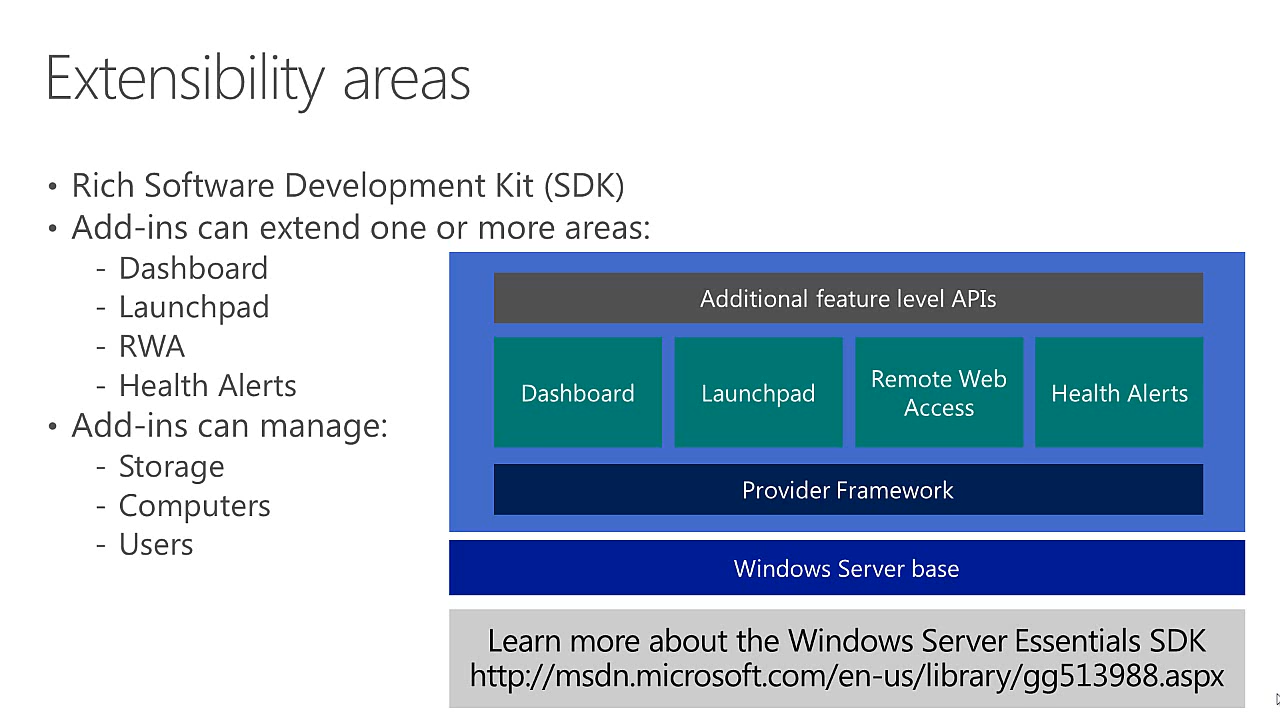 Extensibility areas
• Rich Software Development Kit (SDK)
• Add-ins can extend one or more areas:
- Dashboard
- Launchpad
- RWA
- Health Alerts
• Add-ins can manage:
- Storage
- Computers
- Users
Additional feature level APIs
Dashboard
Launchpad
Remote Web
Access
Health Alerts
Provider Framework
Windows Server base
Learn more about the Windows Server Essentials SDK
http://msdn.microsoft.com/en-us/library/gg513988.aspx